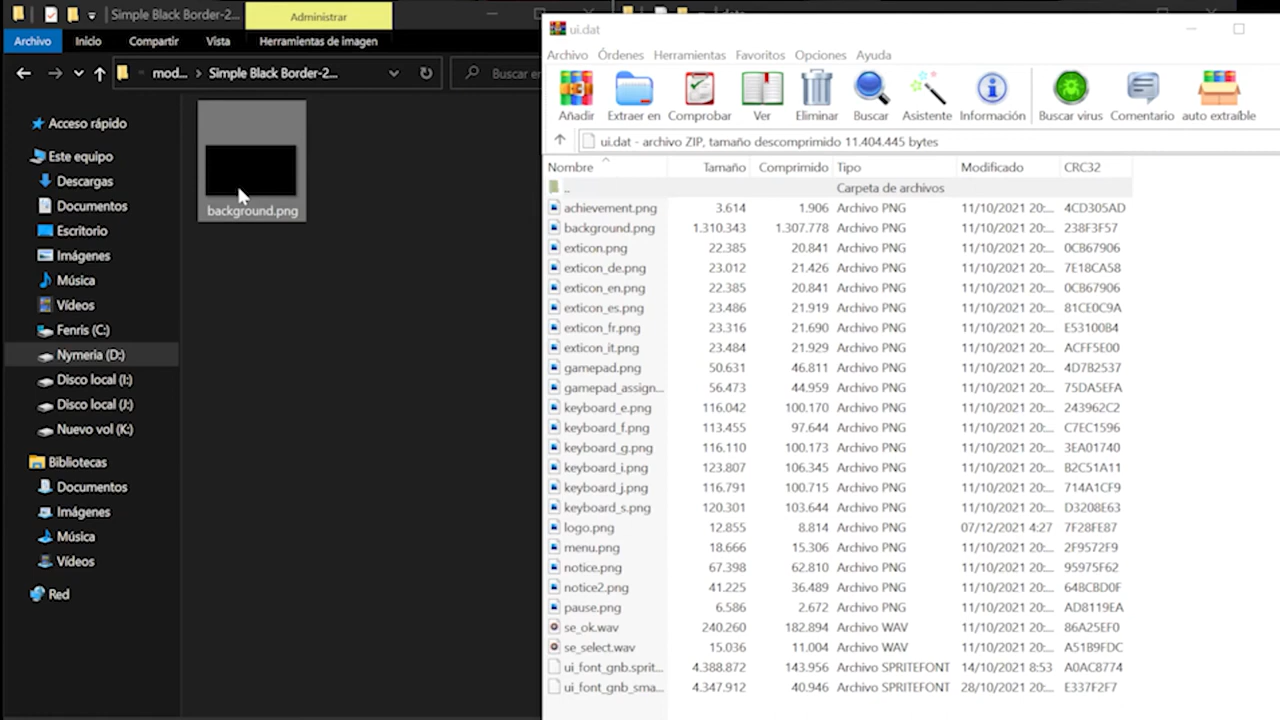 Simple Black Border-2...
Administrar
Archivo
Inicio
Compartir
Vista
Herramientas de imagen
mod... > Simple Black Border-2...
Buscar en
Acceso rápido
Este equipo
Descargas
Documentos
Escritorio
Imágenes
Música
Vídeos
Fenris (C:)
Nymeria (D:)
Disco local (I:)
Disco local (J:)
Nuevo vol (K:)
Bibliotecas
Documentos
Imágenes
Música
Vídeos
Red
background.png
ui.dat
Archivo Órdenes Herramientas Favoritos Opciones Ayuda
Añadir Extraer en Comprobar Ver Eliminar Buscar Asistente Información Buscar virus Comentario auto extraíble
ui.dat - archivo ZIP, tamaño descomprimido 11.404.445 bytes
Nombre Tamaño Comprimido Tipo Modificado CRC32
.. Carpeta de archivos
achievement.png 3.614 1.906 Archivo PNG 11/10/2021 20:... 4CD305AD
background.png 1.310.343 1.307.778 Archivo PNG 11/10/2021 20:... 238F3F57
exticon.png 22.385 20.841 Archivo PNG 11/10/2021 20:... 0CB67906
exticon_de.png 23.012 21.426 Archivo PNG 11/10/2021 20:... 7E18CA58
exticon_en.png 22.385 20.841 Archivo PNG 11/10/2021 20:... 0CB67906
exticon_es.png 23.486 21.919 Archivo PNG 11/10/2021 20:... 81CE0C9A
exticon_fr.png 23.316 21.690 Archivo PNG 11/10/2021 20:... E53100B4
exticon_it.png 23.484 21.929 Archivo PNG 11/10/2021 20:... ACFF5E00
gamepad.png 50.631 46.811 Archivo PNG 11/10/2021 20:... 4D7B2537
gamepad_assign... 56.473 44.959 Archivo PNG 11/10/2021 20:... 75DA5EFA
keyboard_e.png 116.042 100.170 Archivo PNG 11/10/2021 20:... 243962C2
keyboard_f.png 113.455 97.644 Archivo PNG 11/10/2021 20:... C7EC1596
keyboard_g.png 116.110 100.173 Archivo PNG 11/10/2021 20:... 3EA01740
keyboard_i.png 123.807 106.345 Archivo PNG 11/10/2021 20:... B2C51A11
keyboard_j.png 116.791 100.715 Archivo PNG 11/10/2021 20:... 714A1CF9
keyboard_s.png 120.301 103.644 Archivo PNG 11/10/2021 20:... D3208E63
logo.png 12.855 8.814 Archivo PNG 07/12/2021 4:27 7F28FE87
menu.png 18.666 15.306 Archivo PNG 11/10/2021 20:... 2F9572F9
notice.png 67.398 62.810 Archivo PNG 11/10/2021 20:... 95975F62
notice2.png 41.225 36.489 Archivo PNG 11/10/2021 20:... 64BCBD0F
pause.png 6.586 2.672 Archivo PNG 11/10/2021 20:... AD8119EA
se_ok.wav 240.260 182.894 Archivo WAV 11/10/2021 20:... 86A25EF0
se_select.wav 15.036 11.004 Archivo WAV 11/10/2021 20:... A51B9FDC
ui_font_gnb.sprit... 4.388.872 143.956 Archivo SPRITEFONT 14/10/2021 8:53 A0AC8774
ui_font_gnb_sma... 4.347.912 40.946 Archivo SPRITEFONT 28/10/2021 20:... E337F2F7